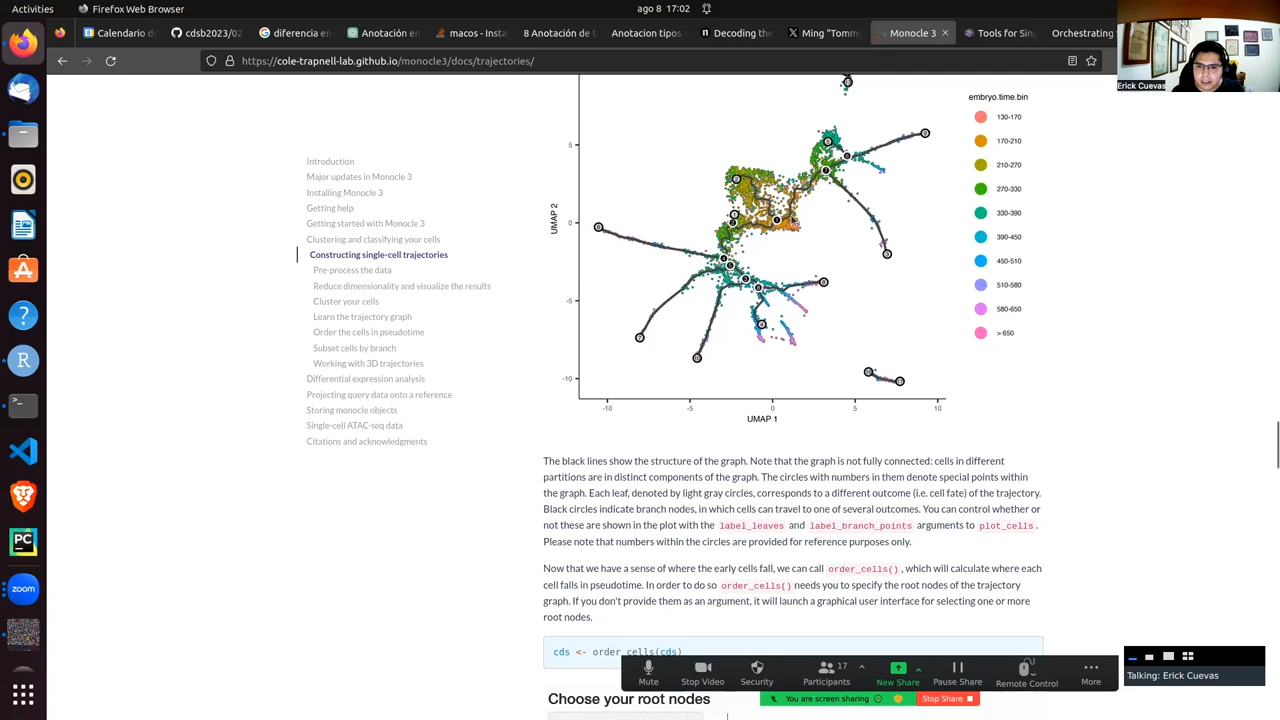 Activities
Firefox Web Browser
ago 8 17:02
Calendario de
cdsb2023/02
diferencia en
Anotación en
macos - Insta
8 Anotación de C
Anotacion tipos
Decoding the
Ming "Tommy
Monocle 3
Tools for Sing
Orchestrating
https://cole-trapnell-lab.github.io/monocle3/docs/trajectories/
Erick Cuevas
Introduction
Major updates in Monocle 3
Installing Monocle 3
Getting help
Getting started with Monocle 3
Clustering and classifying your cells
Constructing single-cell trajectories
Pre-process the data
Reduce dimensionality and visualize the results
Cluster your cells
Learn the trajectory graph
Order the cells in pseudotime
Subset cells by branch
Working with 3D trajectories
Differential expression analysis
Projecting query data onto a reference
Storing monocle objects
Single-cell ATAC-seq data
Citations and acknowledgments
UMAP 2
5
0
-5
-10
-10
-5
0
5
10
UMAP 1
embryo.time.bin
130-170
170-210
210-270
270-330
330-390
390-450
450-510
510-580
580-650
> 650
The black lines show the structure of the graph. Note that the graph is not fully connected: cells in different
partitions are in distinct components of the graph. The circles with numbers in them denote special points within
the graph. Each leaf, denoted by light gray circles, corresponds to a different outcome (i.e. cell fate) of the trajectory.
Black circles indicate branch nodes, in which cells can travel to one of several outcomes. You can control whether or
not these are shown in the plot with the label_leaves and label_branch_points arguments to plot_cells.
Please note that numbers within the circles are provided for reference purposes only.
Now that we have a sense of where the early cells fall, we can call order_cells(), which will calculate where each
cell falls in pseudotime. In order to do so order_cells() needs you to specify the root nodes of the trajectory
graph. If you don't provide them as an argument, it will launch a graphical user interface for selecting one or more
root nodes.
cds <- order_cells(cds)
Choose your root nodes
Mute
Stop Video
Security
17
Participants
New Share
Pause Share
Remote Control
More
You are screen sharing
Stop Share
Talking: Erick Cuevas